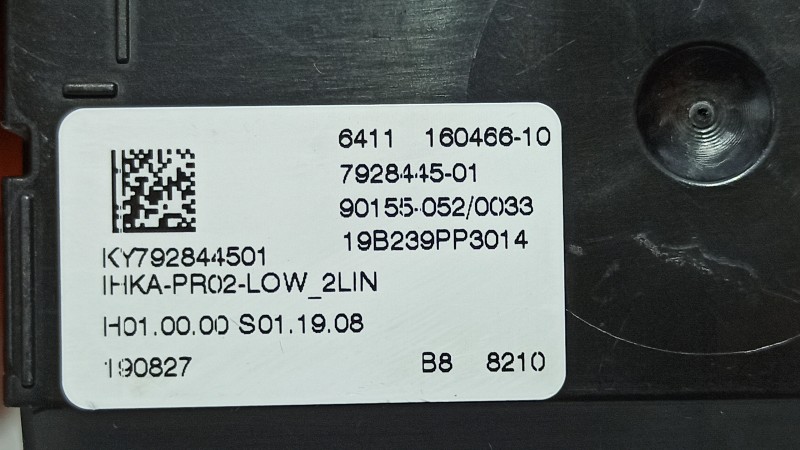 6411 160466-10
7928445-01
90155-052/0033
19B239PP3014
KY792844501
IHKA-PR02-LOW_2LIN
H01.00.00 S01.19.08
190827 B8 8210